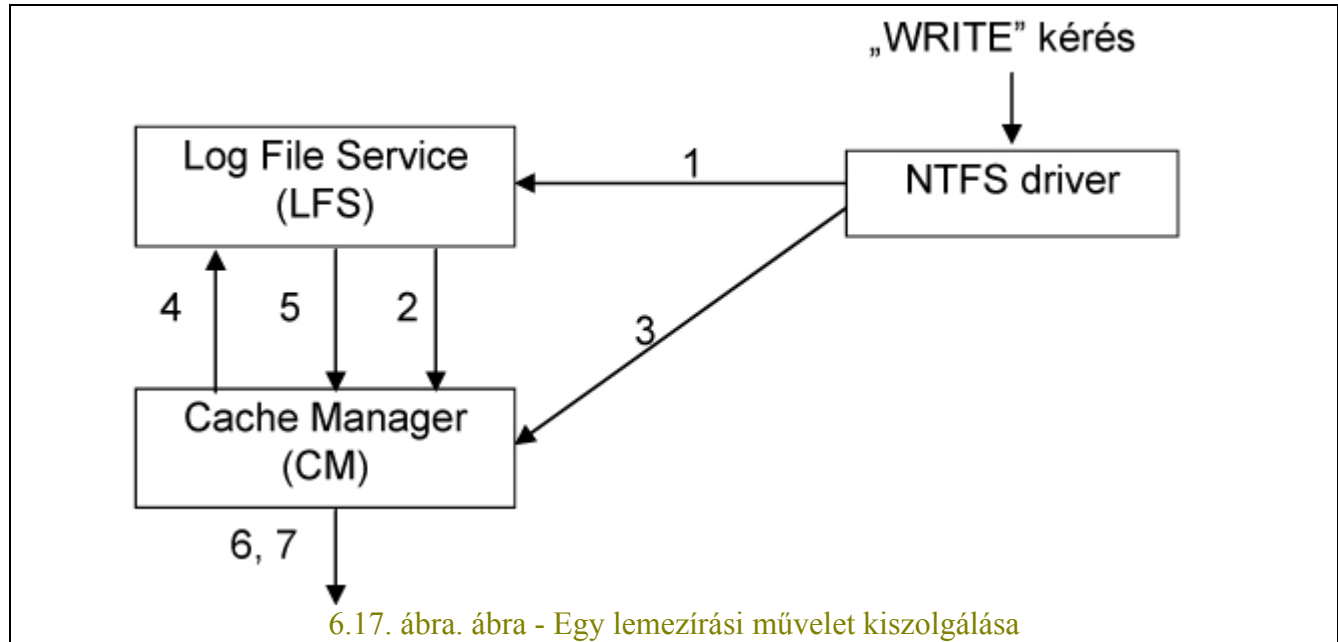 „WRITE” kérés
Log File Service
(LFS)
1
NTFS driver
4
5
2
3
Cache Manager
(CM)
6, 7
6.17. ábra. ábra - Egy lemezírási művelet kiszolgálása